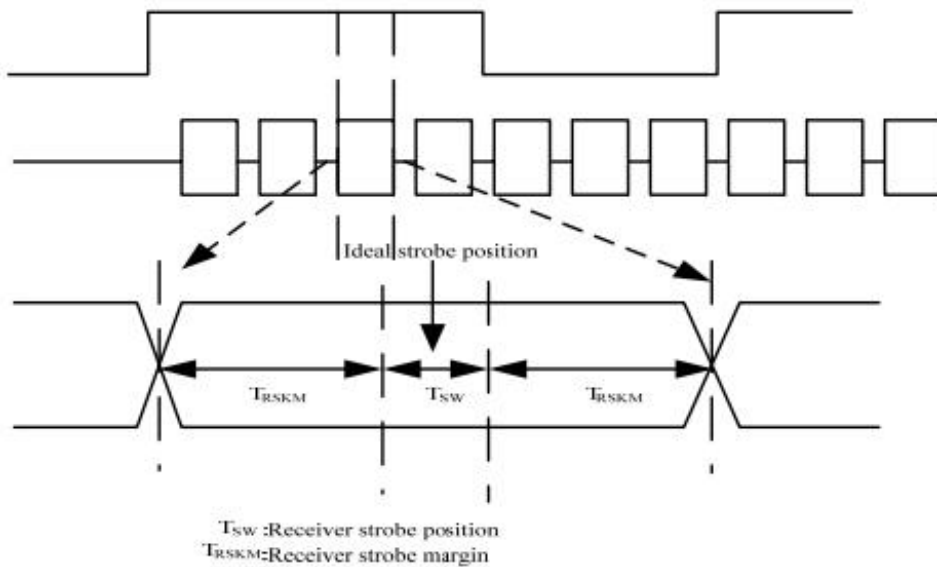 Ideal strobe position
TRSKM TSW TRSKM
TSW :Receiver strobe position
TRSKM:Receiver strobe margin